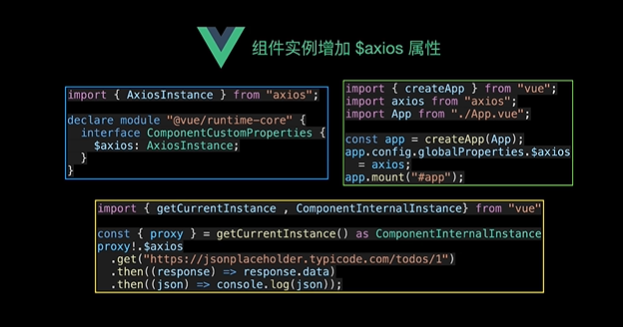 组件实例增加 $axios 属性
import { AxiosInstance } from "axios";
declare module "@vue/runtime-core" {
interface ComponentCustomProperties {
$axios: AxiosInstance;
}
}
import { createApp } from "vue";
import axios from "axios";
import App from "./App.vue";
const app = createApp(App);
app.config.globalProperties.$axios
= axios;
app.mount("#app");
import { getCurrentInstance , ComponentInternalInstance} from "vue"
const { proxy } = getCurrentInstance() as ComponentInternalInstance
proxy!.$axios
.get("https://jsonplaceholder.typicode.com/todos/1")
.then((response) => response.data)
.then((json) => console.log(json));